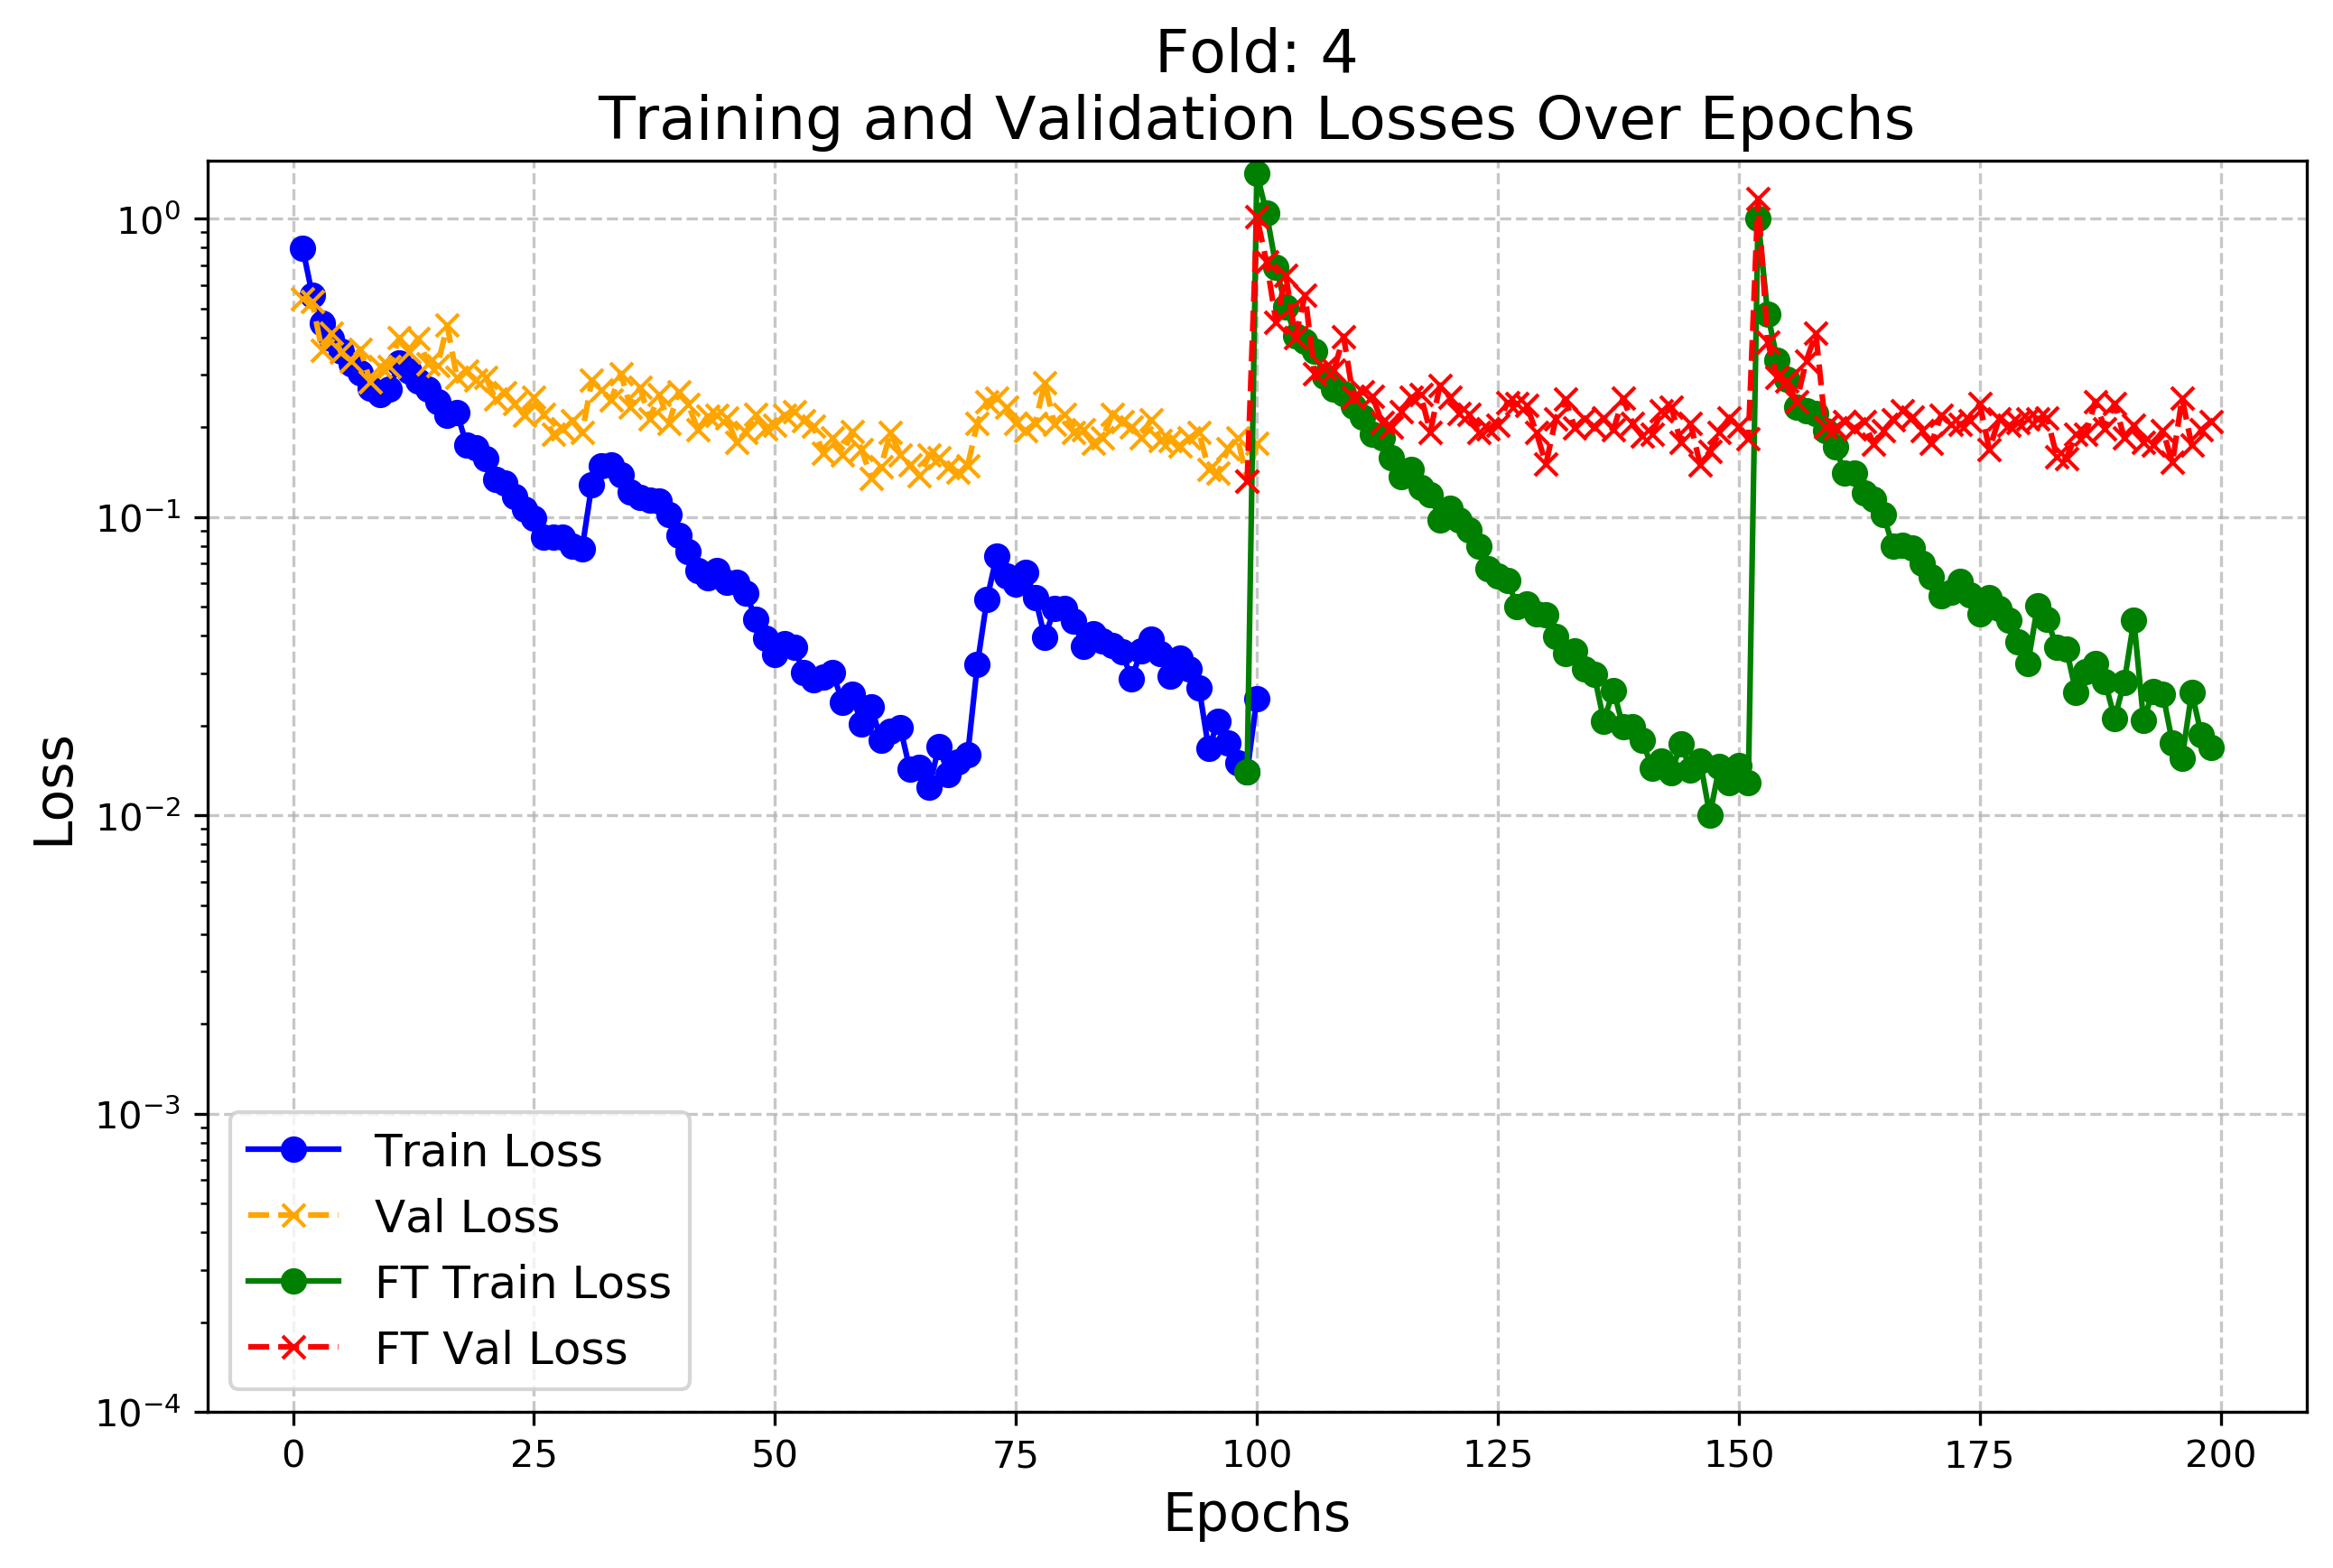 Fold: 4
Training and Validation Losses Over Epochs
Loss
10⁰
10⁻¹
10⁻²
10⁻³
10⁻⁴
Train Loss
Val Loss
FT Train Loss
FT Val Loss
0 25 50 75 100 125 150 175 200
Epochs